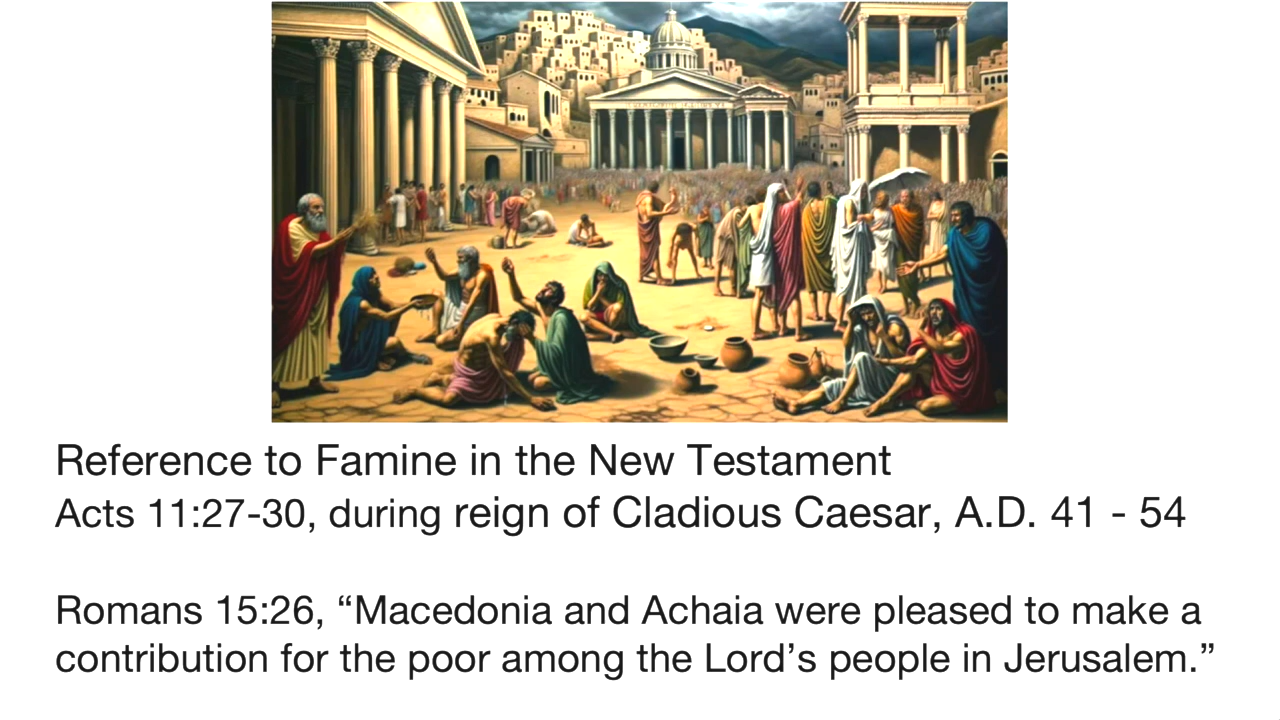 Reference to Famine in the New Testament
Acts 11:27-30, during reign of Cladious Caesar, A.D. 41 - 54
Romans 15:26, “Macedonia and Achaia were pleased to make a
contribution for the poor among the Lord’s people in Jerusalem.”